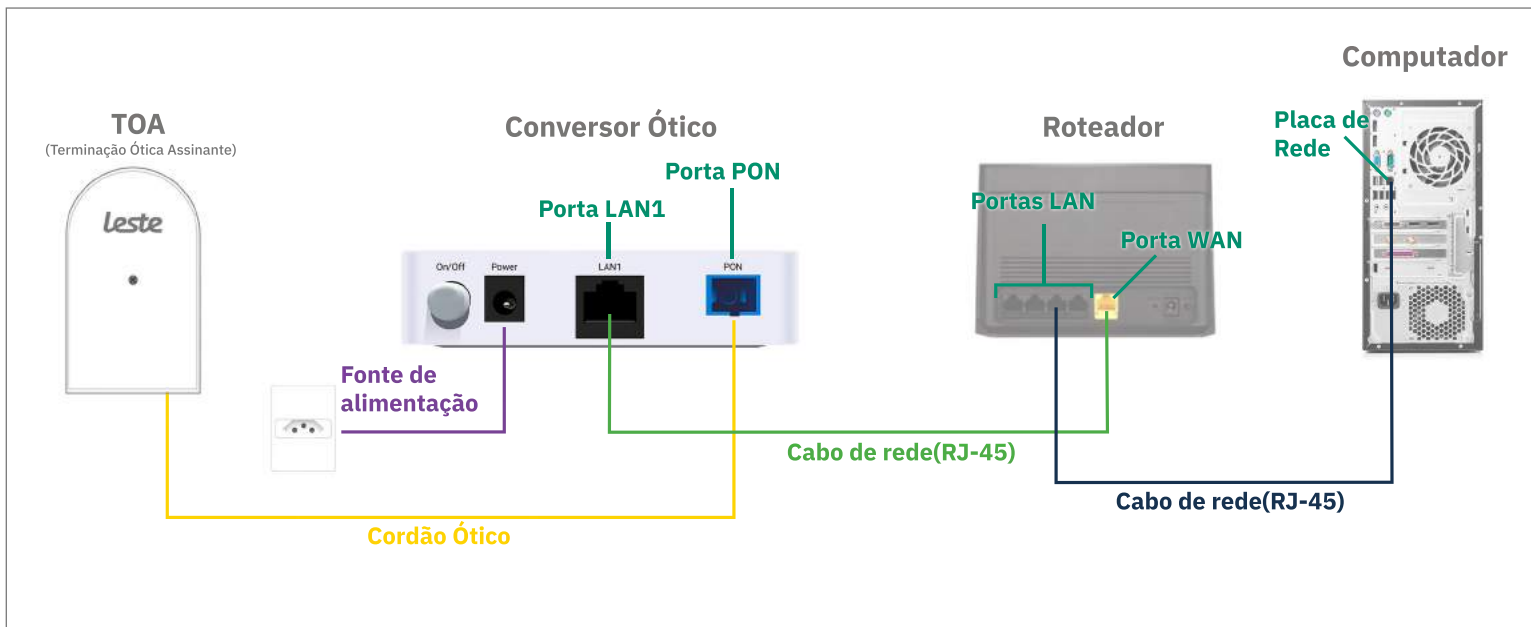 Computador
TOA
(Terminação Ótica Assinante)
Conversor Ótico
Roteador
Placa de
Rede
Porta PON
Porta LAN1
Portas LAN
Porta WAN
leste
On/Off
Power
LAN1
PON
Fonte de
alimentação
Cabo de rede(RJ-45)
Cabo de rede(RJ-45)
Cordão Ótico